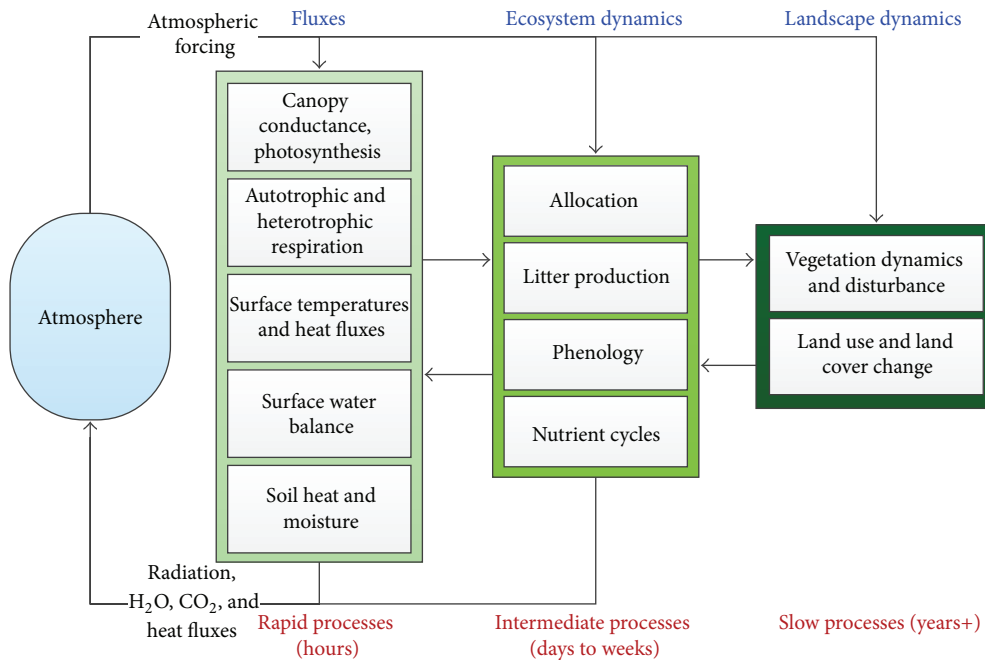 Atmospheric
forcing
Fluxes
Ecosystem dynamics
Landscape dynamics
Atmosphere
Canopy
conductance,
photosynthesis
Autotrophic and
heterotrophic
respiration
Surface temperatures
and heat fluxes
Surface water
balance
Soil heat and
moisture
Allocation
Litter production
Phenology
Nutrient cycles
Vegetation dynamics
and disturbance
Land use and land
cover change
Radiation,
H₂O, CO₂, and
heat fluxes
Rapid processes
(hours)
Intermediate processes
(days to weeks)
Slow processes (years+)